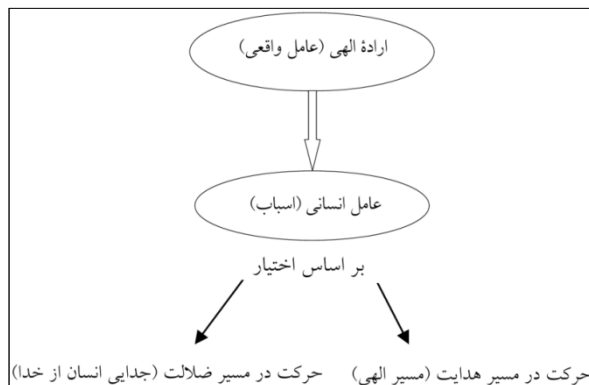 ارادهٔ الهی (عامل واقعی)
عامل انسانی (اسباب)
بر اساس اختیار
حرکت در مسیر هدایت (مسیر الهی)
حرکت در مسیر ضلالت (جدایی انسان از خدا)